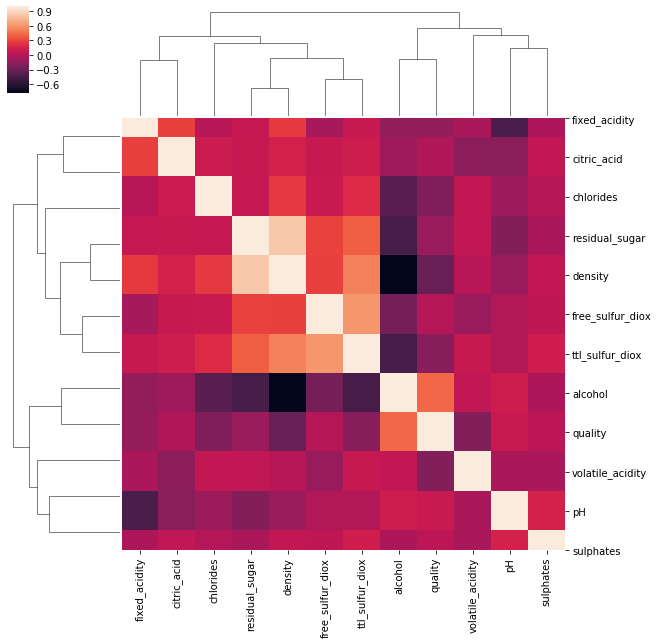 0.9
0.6
0.3
0.0
−0.3
−0.6
fixed_acidity
citric_acid
chlorides
residual_sugar
density
free_sulfur_diox
ttl_sulfur_diox
alcohol
quality
volatile_acidity
pH
sulphates
fixed_acidity
citric_acid
chlorides
residual_sugar
density
free_sulfur_diox
ttl_sulfur_diox
alcohol
quality
volatile_acidity
pH
sulphates